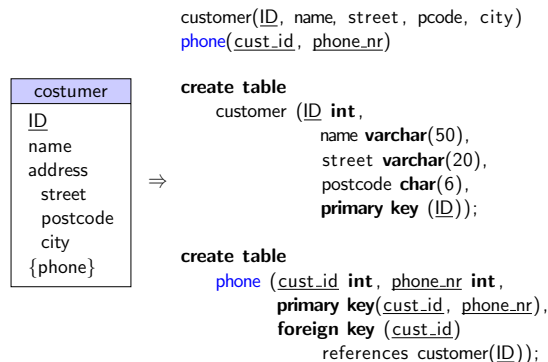 customer(ID, name, street, pcode, city)
phone(cust_id, phone_nr)
costumer
ID
name
address
street
postcode
city
{phone}
⇒
create table
customer (ID int,
name varchar(50),
street varchar(20),
postcode char(6),
primary key (ID));
create table
phone (cust_id int, phone_nr int,
primary key(cust_id, phone_nr),
foreign key (cust_id)
references customer(ID));